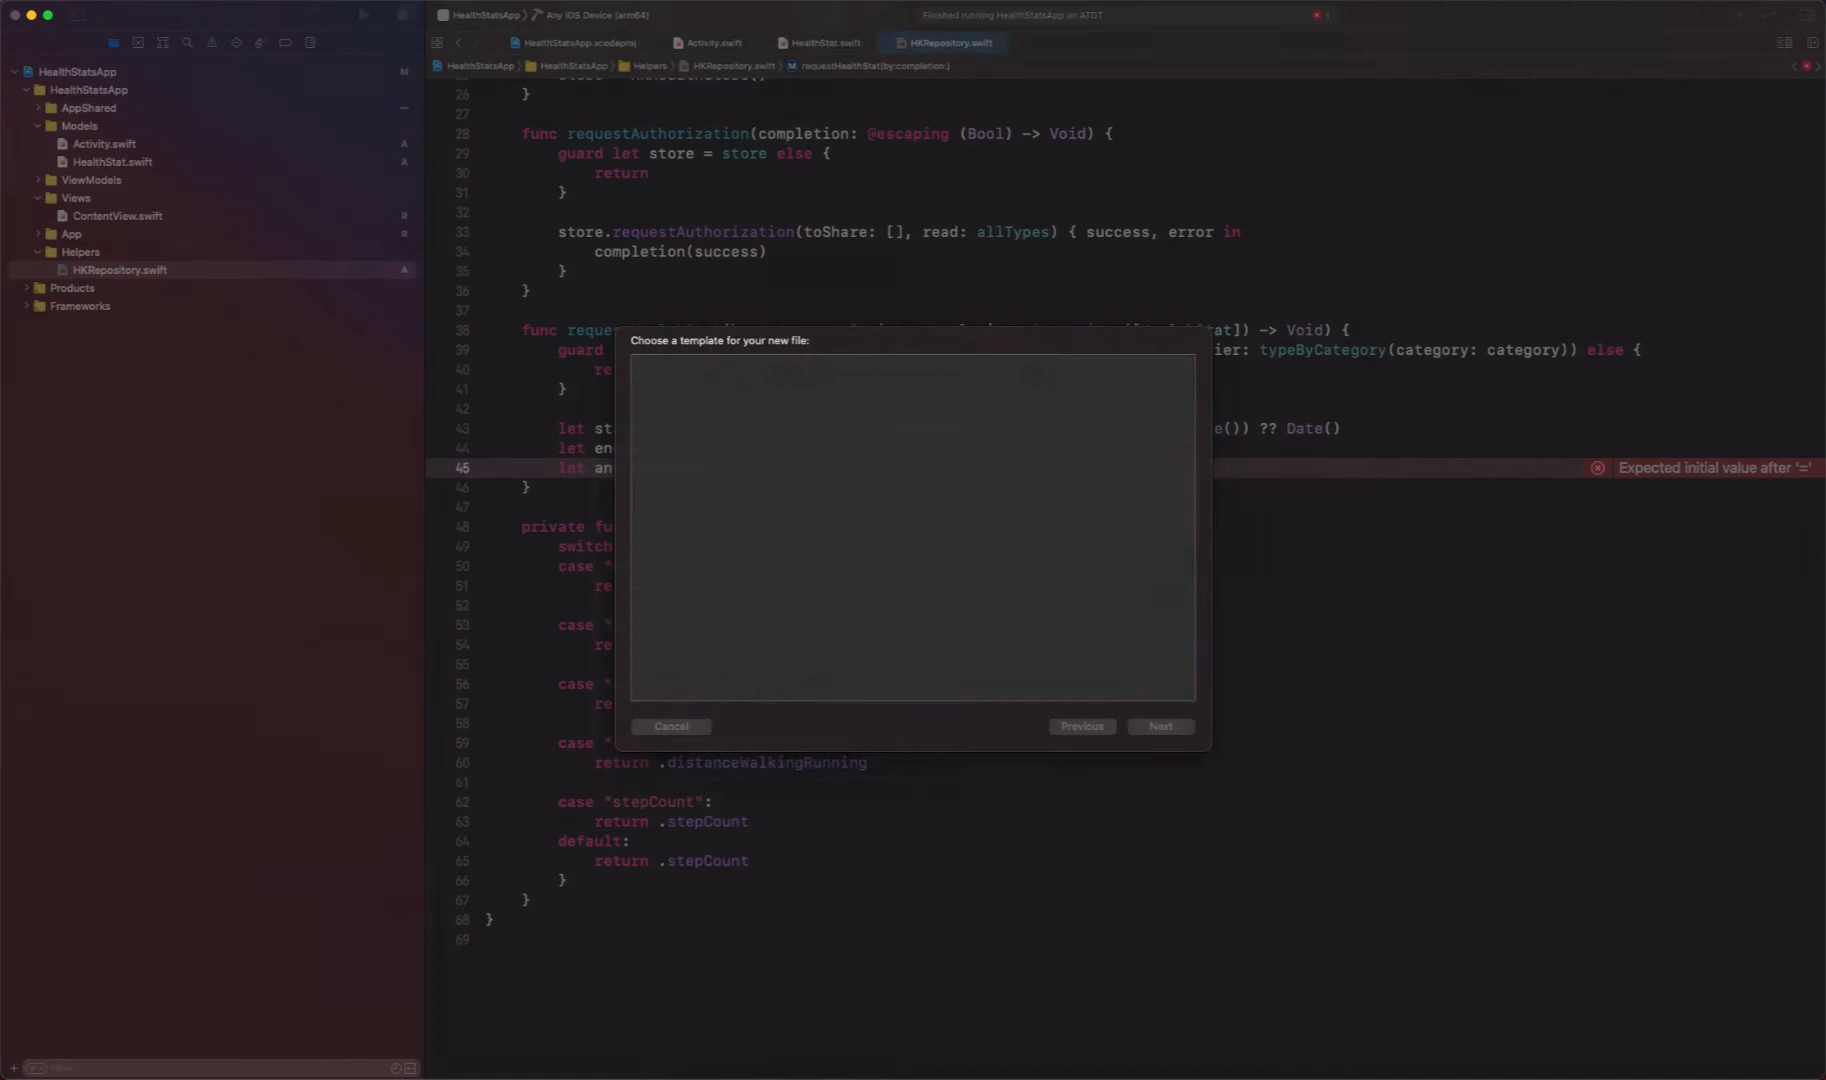 HealthStatsApp
Any iOS Device (arm64)
Finished running HealthStatsApp on ATDT
1
HealthStatsApp.xcodeproj
Activity.swift
HealthStat.swift
HKRepository.swift
HealthStatsApp
HealthStatsApp
Helpers
HKRepository.swift
M
requestHealthStat(by:completion:)
HealthStatsApp
M
HealthStatsApp
AppShared
Models
Activity.swift
A
HealthStat.swift
A
ViewModels
Views
ContentView.swift
R
App
R
Helpers
HKRepository.swift
A
Products
Frameworks
Filter
26 }
27
28 func requestAuthorization(completion: @escaping (Bool) -> Void) {
29 guard let store = store else {
30 return
31 }
32
33 store.requestAuthorization(toShare: [], read: allTypes) { success, error in
34 completion(success)
35 }
36 }
37
38 func reques
at]) -> Void) {
39 guard
ier: typeByCategory(category: category)) else {
40 re
41 }
42
43 let st
e()) ?? Date()
44 let en
45 let an
Expected initial value after '='
46 }
47
48 private fu
49 switch
50 case "
51 re
52
53 case "
54 re
55
56 case "
57 re
58
59 case "
60 return .distanceWalkingRunning
61
62 case "stepCount":
63 return .stepCount
64 default:
65 return .stepCount
66 }
67 }
68 }
69
Choose a template for your new file:
Cancel
Previous
Next